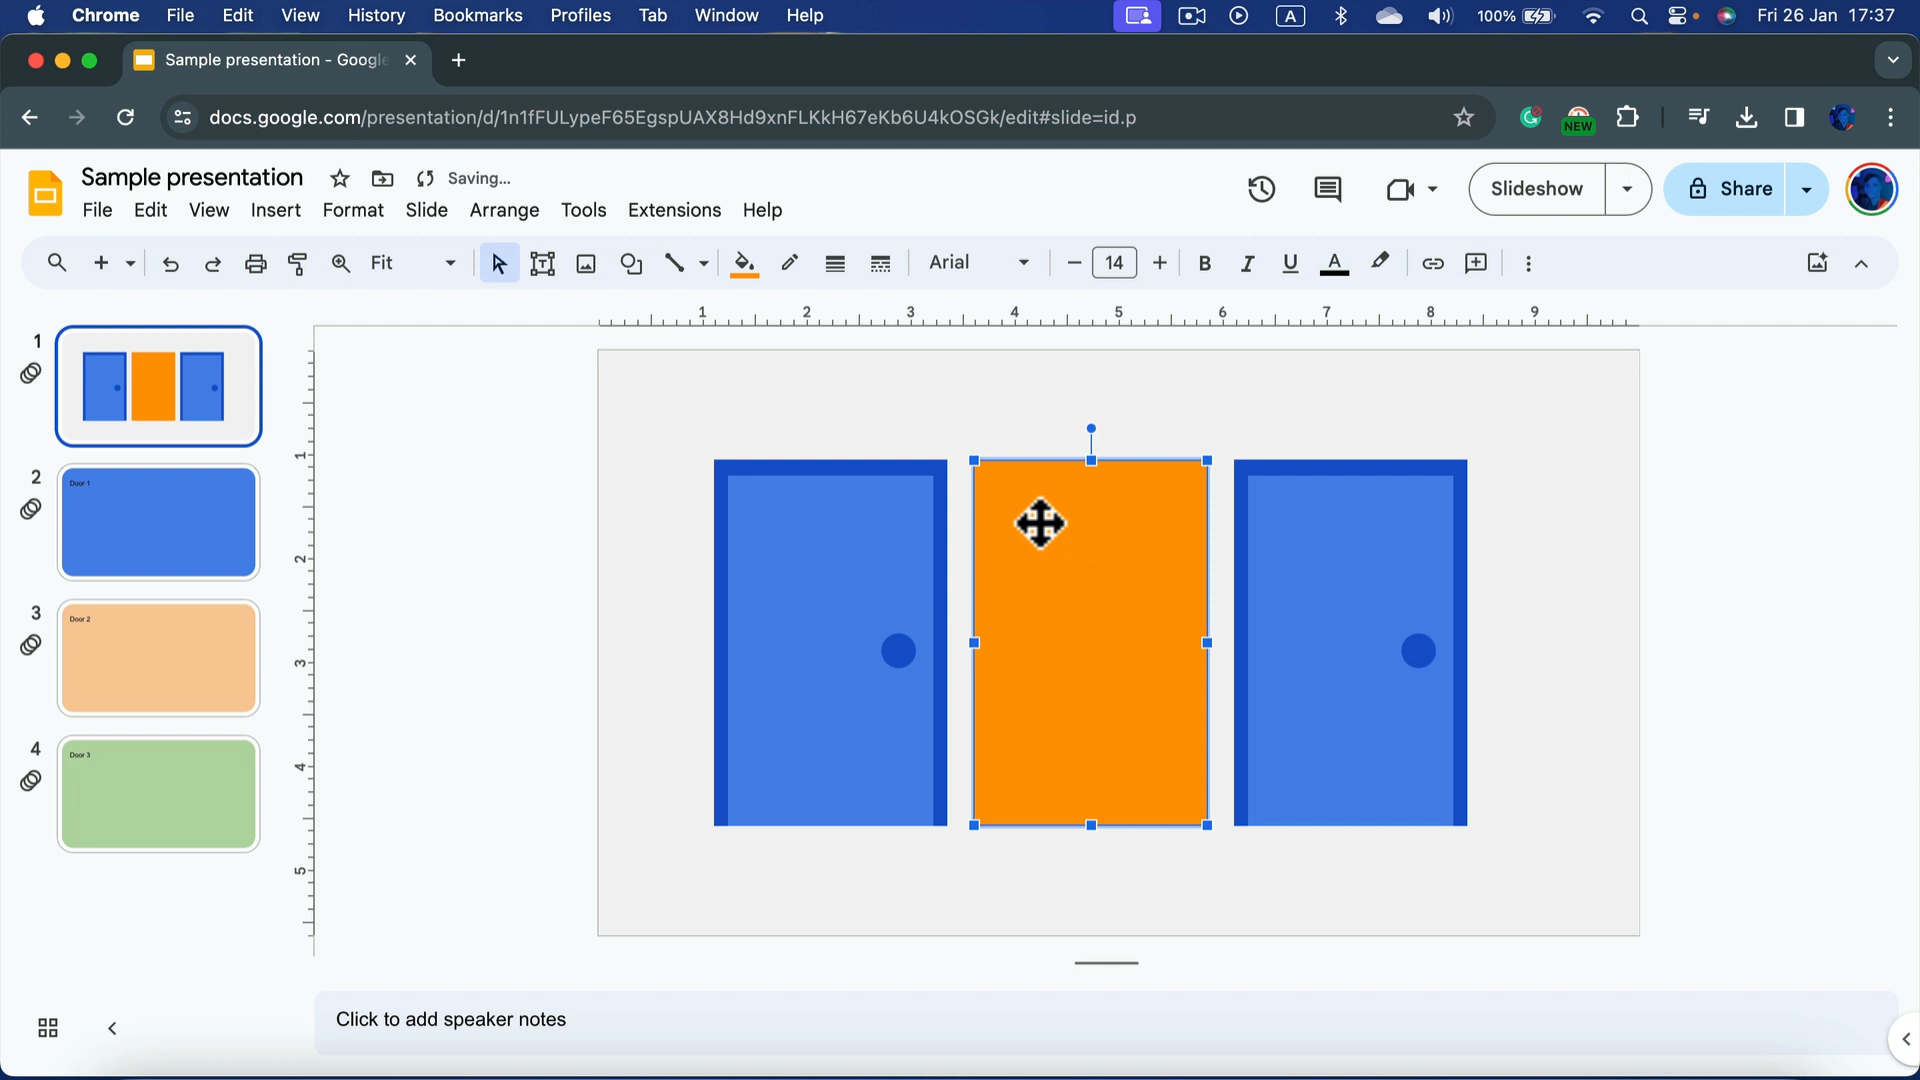 Chrome File Edit View History Bookmarks Profiles Tab Window Help A 100% Fri 26 Jan 17:37
Sample presentation - Google
docs.google.com/presentation/d/1n1fFULypeF65EgspUAX8Hd9xnFLKkH67eKb6U4kOSGk/edit#slide=id.p NEW
Sample presentation Saving...
File Edit View Insert Format Slide Arrange Tools Extensions Help
Slideshow Share
Fit Arial 14 B I U A
1 2 3 4 5 6 7 8 9
1
2
Door 1
3
Door 2
4
Door 3
1
2
3
4
5
Click to add speaker notes